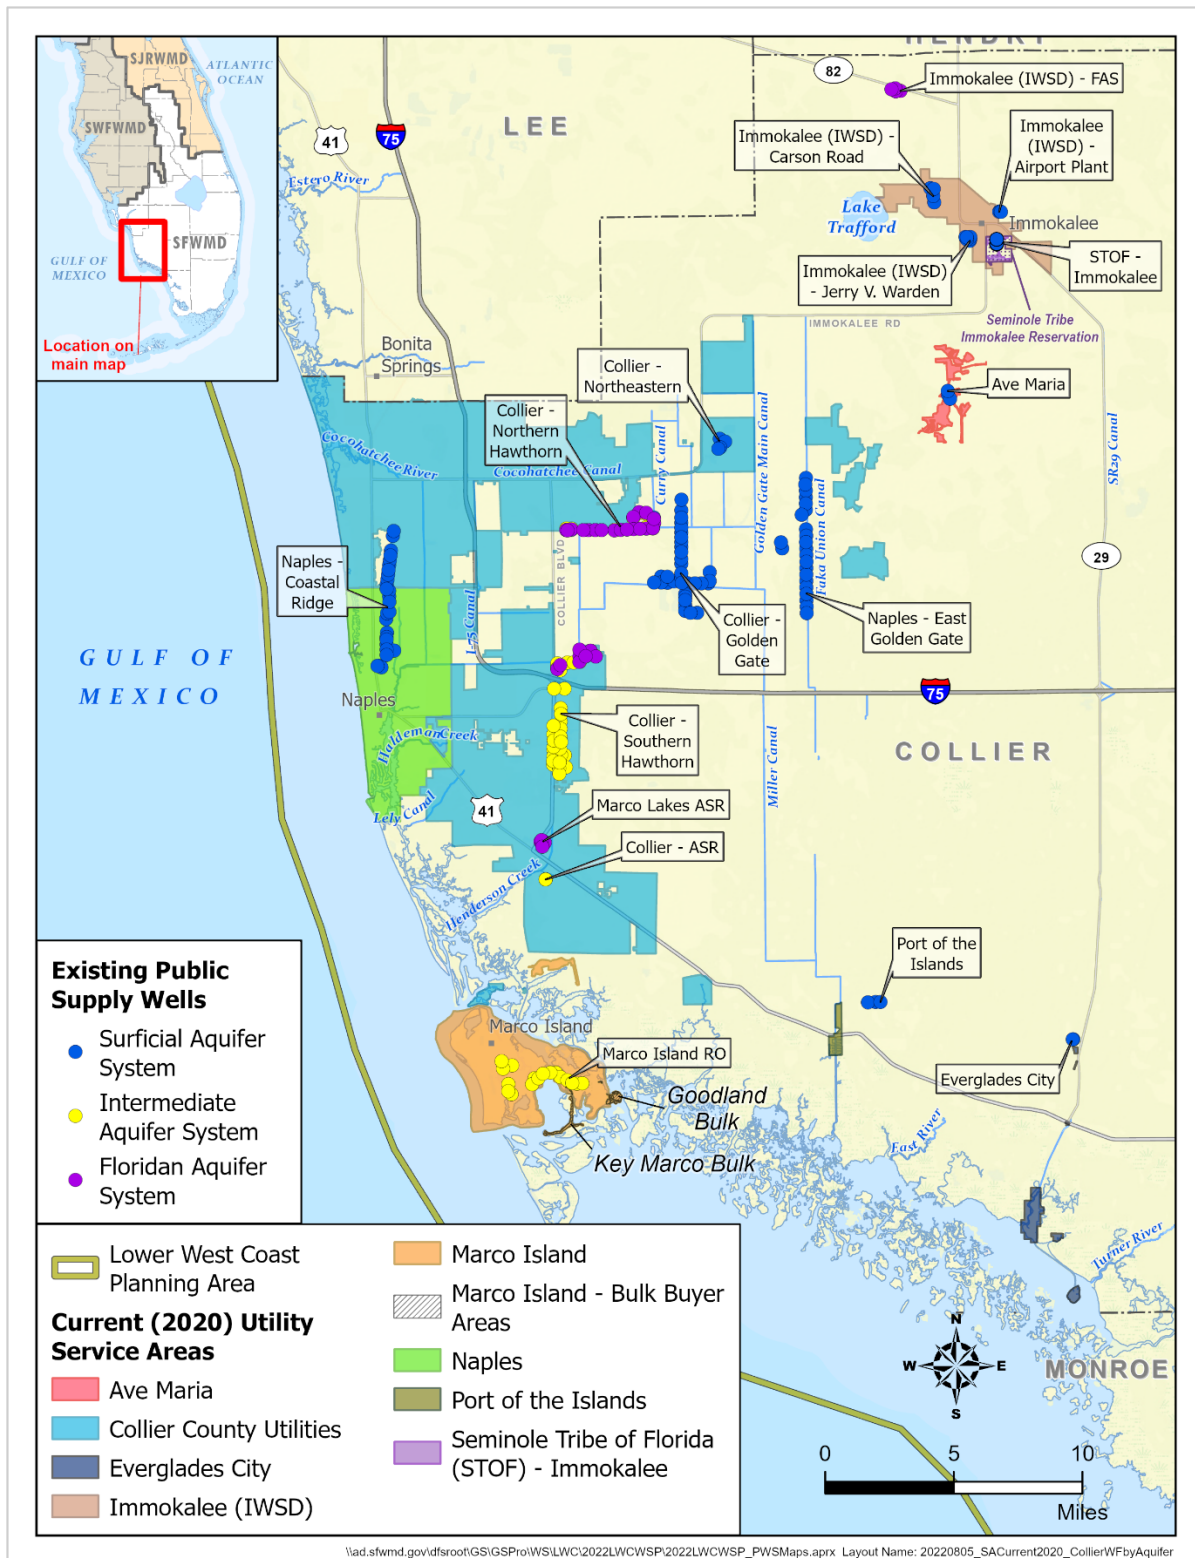 HENDRY
SJRWMD
ATLANTIC
OCEAN
SWFWMD
SFWMD
GULF OF
MEXICO
Location on
main map
41
75
LEE
82
Immokalee (IWSD) - FAS
Immokalee (IWSD) -
Carson Road
Immokalee
(IWSD) -
Airport Plant
Estero River
Lake
Trafford
Immokalee
Immokalee (IWSD)
- Jerry V. Warden
STOF -
Immokalee
IMMOKALEE RD
Seminole Tribe
Immokalee Reservation
Bonita
Springs
Collier -
Northeastern
Ave Maria
Collier -
Northern
Hawthorn
Cocohatchee River
Cocohatchee Canal
Curry Canal
Golden Gate Main Canal
Faka Union Canal
SR29 Canal
29
Naples -
Coastal
Ridge
I-75 Canal
COLLIER BLVD
Collier -
Golden
Gate
Naples - East
Golden Gate
GULF OF
MEXICO
Naples
Haldeman Creek
75
Collier -
Southern
Hawthorn
COLLIER
Miller Canal
Lely Canal
41
Marco Lakes ASR
Collier - ASR
Henderson Creek
Port of the
Islands
Marco Island
Marco Island RO
Everglades City
Goodland
Bulk
Key Marco Bulk
East River
Turner River
MONROE
Existing Public
Supply Wells
Surficial Aquifer
System
Intermediate
Aquifer System
Floridan Aquifer
System
Lower West Coast
Planning Area
Current (2020) Utility
Service Areas
Ave Maria
Collier County Utilities
Everglades City
Immokalee (IWSD)
Marco Island
Marco Island - Bulk Buyer
Areas
Naples
Port of the Islands
Seminole Tribe of Florida
(STOF) - Immokalee
N
W E
S
0 5 10
Miles
\\ad.sfwmd.gov\dfsroot\GS\GSPro\WS\LWC\2022LWCWSP\2022LWCWSP_PWSMaps.aprx Layout Name: 20220805_SACurrent2020_CollierWFbyAquifer